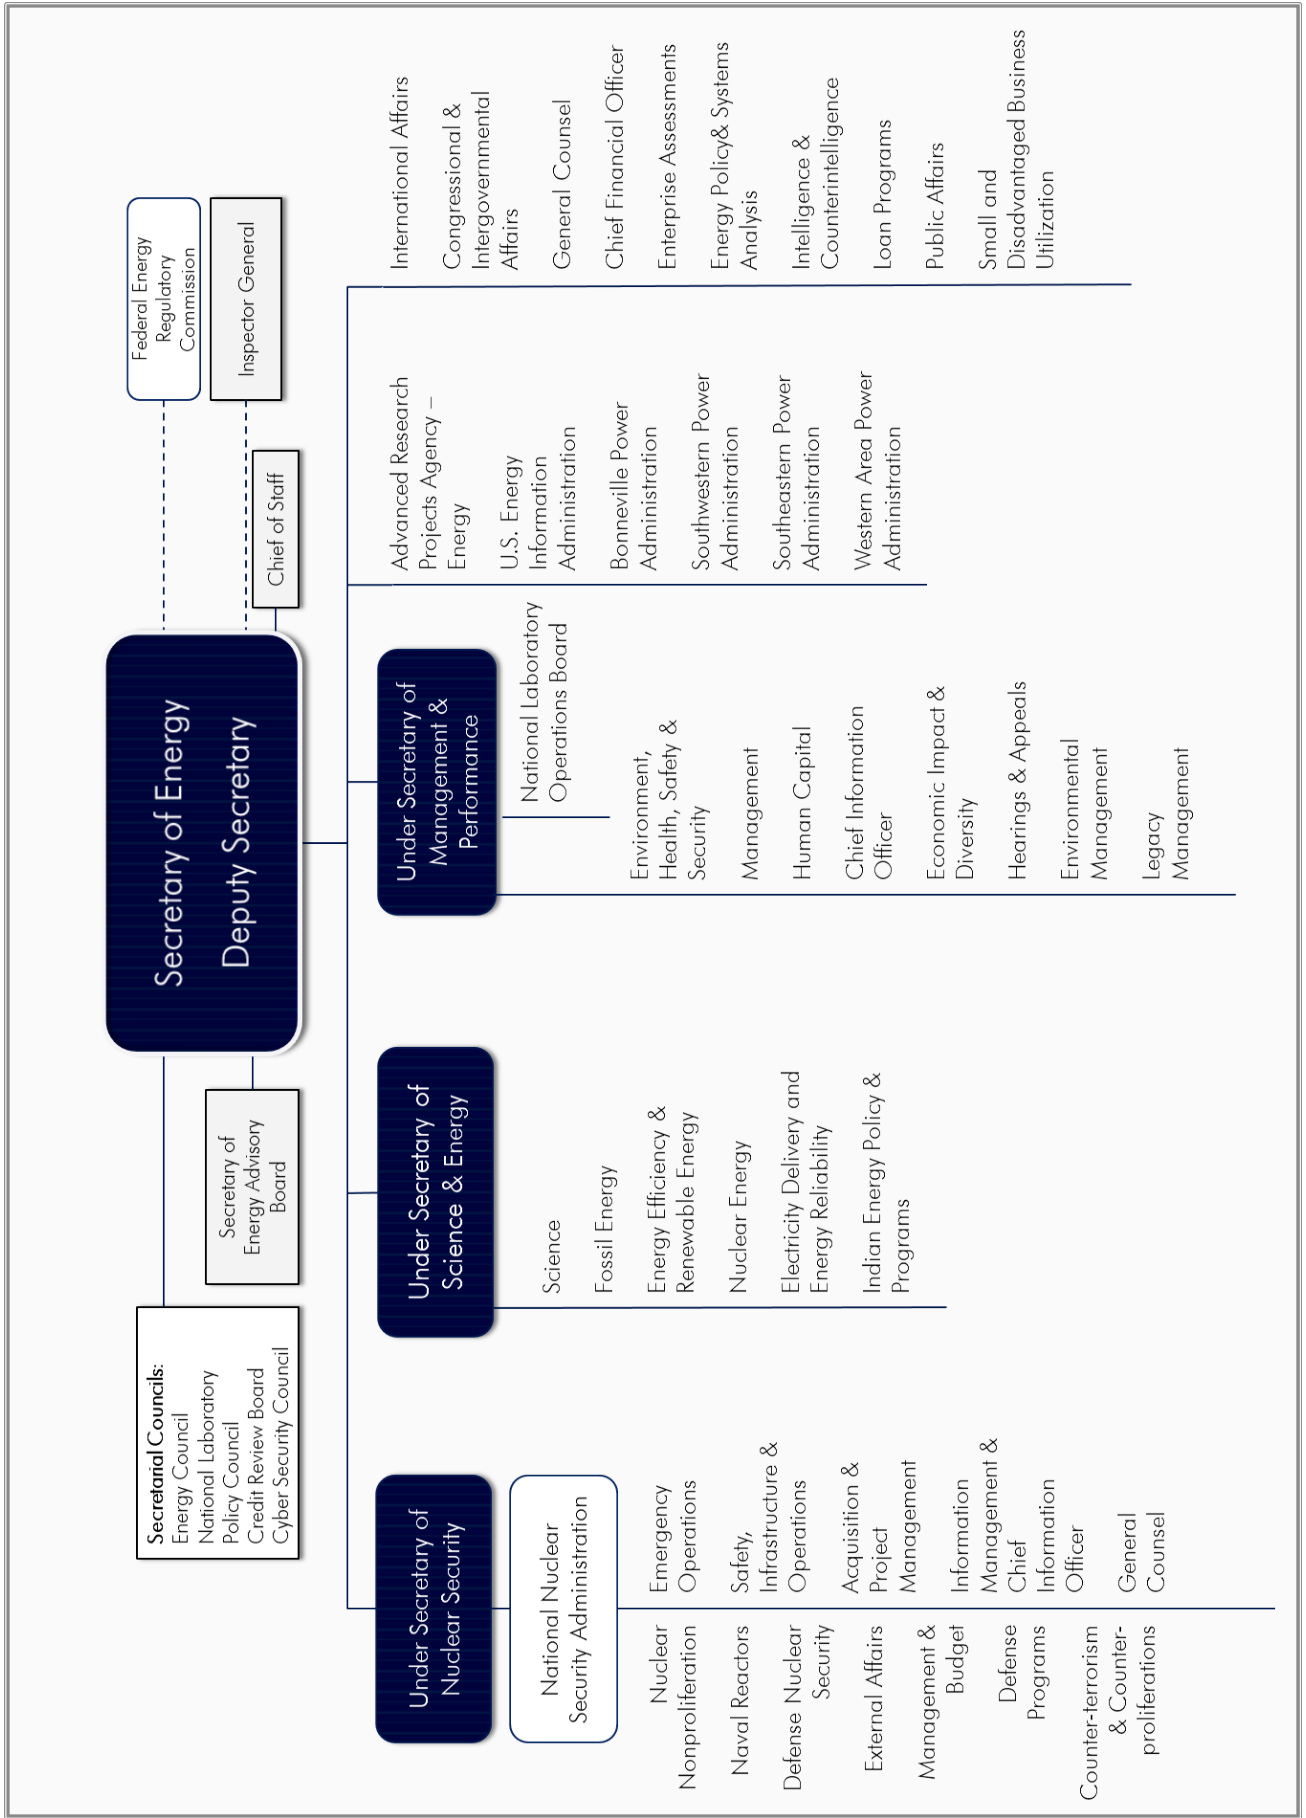 Secretary of Energy
Deputy Secretary
Federal Energy
Regulatory
Commission
Inspector General
Chief of Staff
Secretarial Councils:
Energy Council
National Laboratory
Policy Council
Credit Review Board
Cyber Security Council
Secretary of
Energy Advisory
Board
Under Secretary of
Nuclear Security
National Nuclear
Security Administration
Nuclear
Nonproliferation
Naval Reactors
Defense Nuclear
Security
External Affairs
Management &
Budget
Defense
Programs
Counter-terrorism
& Counter-
proliferations
Emergency
Operations
Safety,
Infrastructure &
Operations
Acquisition &
Project
Management
Information
Management &
Chief
Information
Officer
General
Counsel
Under Secretary of
Science & Energy
Science
Fossil Energy
Energy Efficiency &
Renewable Energy
Nuclear Energy
Electricity Delivery and
Energy Reliability
Indian Energy Policy &
Programs
Under Secretary of
Management &
Performance
National Laboratory
Operations Board
Environment,
Health, Safety &
Security
Management
Human Capital
Chief Information
Officer
Economic Impact &
Diversity
Hearings & Appeals
Environmental
Management
Legacy
Management
Advanced Research
Projects Agency –
Energy
U.S. Energy
Information
Administration
Bonneville Power
Administration
Southwestern Power
Administration
Southeastern Power
Administration
Western Area Power
Administration
International Affairs
Congressional &
Intergovernmental
Affairs
General Counsel
Chief Financial Officer
Enterprise Assessments
Energy Policy& Systems
Analysis
Intelligence &
Counterintelligence
Loan Programs
Public Affairs
Small and
Disadvantaged Business
Utilization